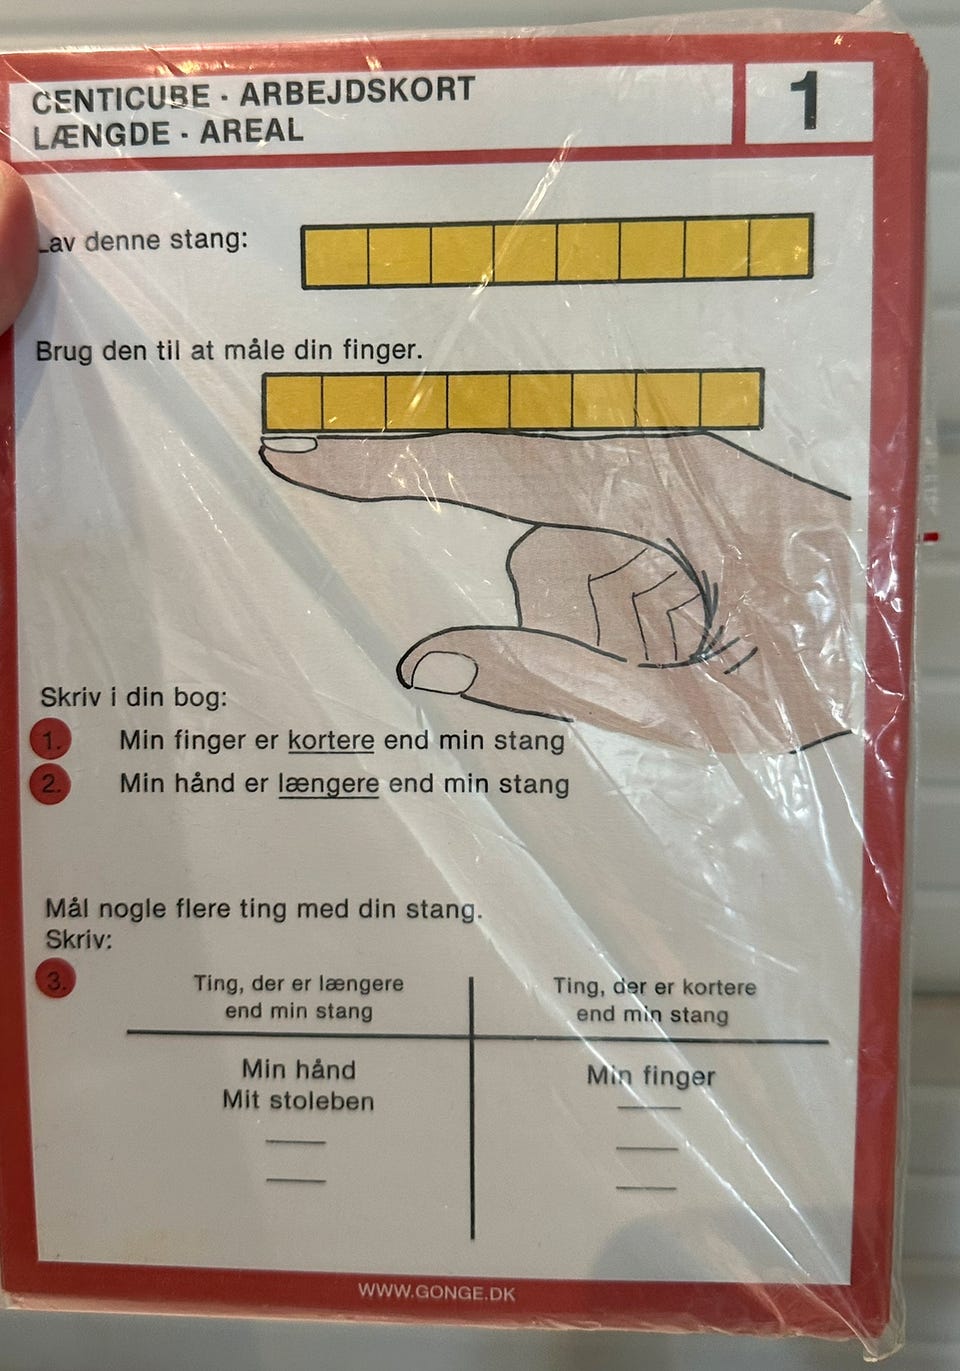 CENTICUBE · ARBEJDSKORT
LÆNGDE · AREAL
1
Lav denne stang:
Brug den til at måle din finger.
Skriv i din bog:
1. Min finger er kortere end min stang
2. Min hånd er længere end min stang
Mål nogle flere ting med din stang.
Skriv:
3.
Ting, der er længere
end min stang
Ting, der er kortere
end min stang
Min hånd
Mit stoleben
Min finger
WWW.GONGE.DK